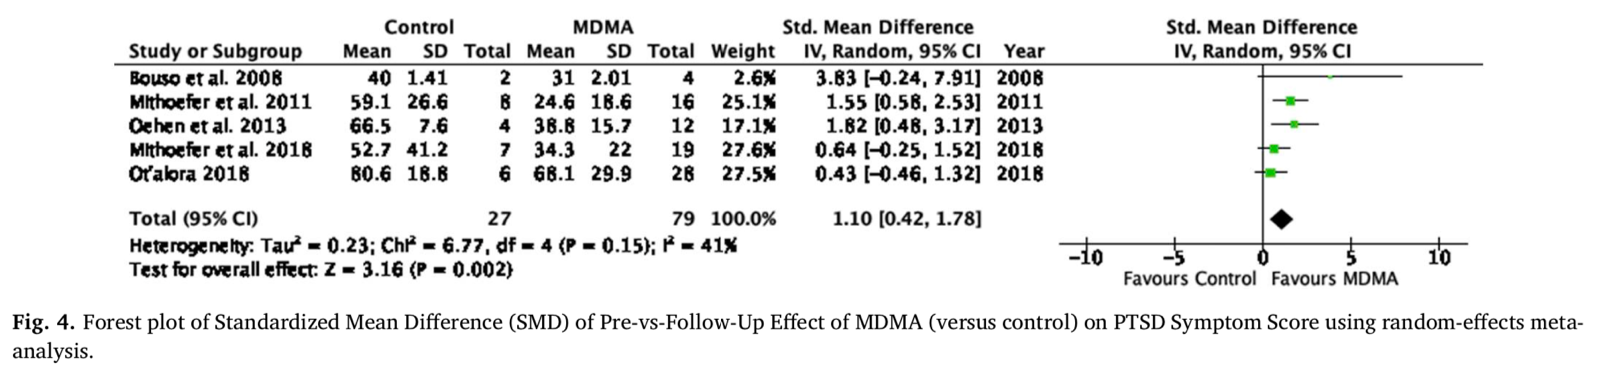 Control MDMA Std. Mean Difference Std. Mean Difference
Study or Subgroup Mean SD Total Mean SD Total Weight IV, Random, 95% CI Year IV, Random, 95% CI
Bouso et al. 2008 40 1.41 2 31 2.01 4 2.6% 3.83 [-0.24, 7.91] 2008
Mithoefer et al. 2011 59.1 26.6 8 24.6 18.6 16 25.1% 1.55 [0.58, 2.53] 2011
Oehen et al. 2013 66.5 7.6 4 38.8 15.7 12 17.1% 1.82 [0.48, 3.17] 2013
Mithoefer et al. 2018 52.7 41.2 7 34.3 22 19 27.6% 0.64 [-0.25, 1.52] 2018
Ot'alora 2018 80.6 18.8 6 68.1 29.9 28 27.5% 0.43 [-0.46, 1.32] 2018
Total (95% CI) 27 79 100.0% 1.10 [0.42, 1.78]
Heterogeneity: Tau² = 0.23; Chi² = 6.77, df = 4 (P = 0.15); I² = 41%
Test for overall effect: Z = 3.16 (P = 0.002)
-10 -5 0 5 10
Favours Control Favours MDMA
Fig. 4. Forest plot of Standardized Mean Difference (SMD) of Pre-vs-Follow-Up Effect of MDMA (versus control) on PTSD Symptom Score using random-effects meta-
analysis.